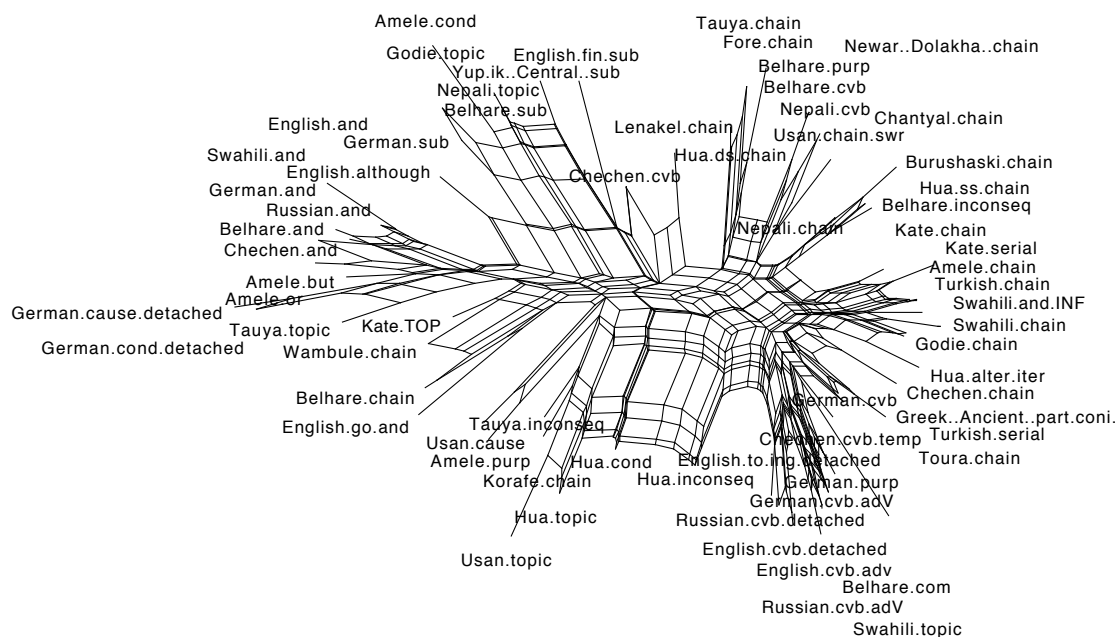 Amele.cond
Tauya.chain
Fore.chain
Newar..Dolakha..chain
Godie.topic
English.fin.sub
Yup.ik..Central..sub
Belhare.purp
Nepali.topic
Belhare.cvb
Belhare.sub
Nepali.cvb
Chantyal.chain
English.and
Lenakel.chain
Usan.chain.swr
German.sub
Swahili.and
Hua.ds.chain
Burushaski.chain
English.although
Chechen.cvb
German.and
Hua.ss.chain
Belhare.inconseq
Russian.and
Belhare.and
Nepali.chain
Kate.chain
Chechen.and
Kate.serial
Amele.chain
Amele.but
Turkish.chain
Amele.or
Swahili.and.INF
German.cause.detached
Tauya.topic
Kate.TOP
Swahili.chain
German.cond.detached
Wambule.chain
Godie.chain
Hua.alter.iter
Belhare.chain
German.cvb
Chechen.chain
English.go.and
Tauya.inconseq
Greek..Ancient..part.coni.
Usan.cause
Chechen.cvb.temp
Turkish.serial
Amele.purp
Hua.cond
English.to.ing.detached
Toura.chain
Korafe.chain
Hua.inconseq
German.purp
German.cvb.adV
Hua.topic
Russian.cvb.detached
Usan.topic
English.cvb.detached
English.cvb.adv
Belhare.com
Russian.cvb.adV
Swahili.topic